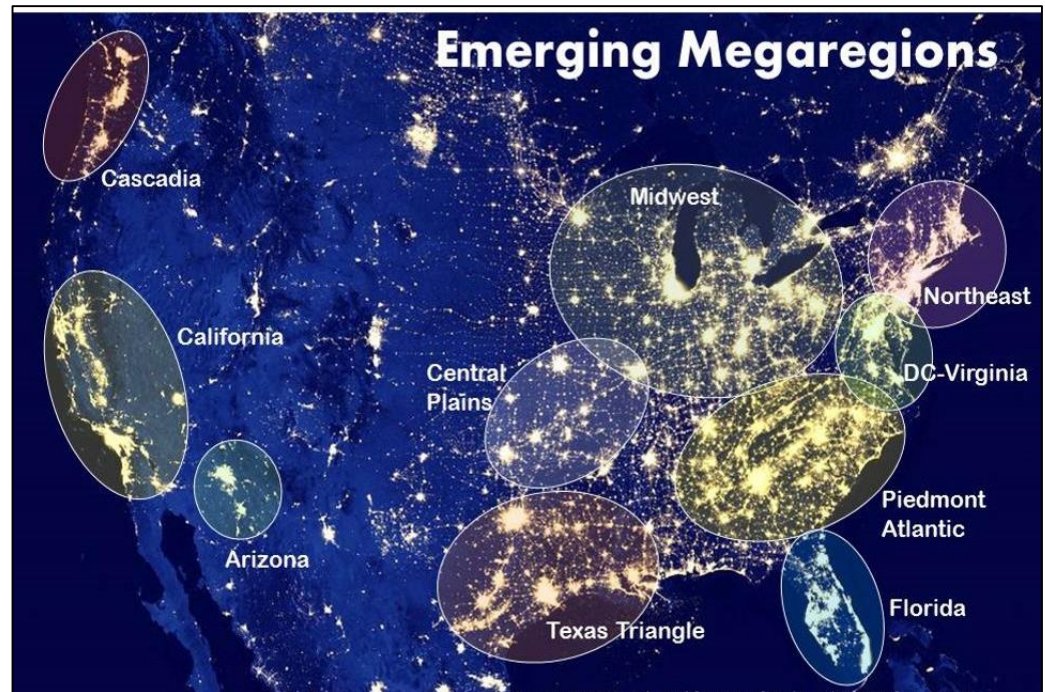 Emerging Megaregions
Cascadia
Midwest
Northeast
California
Central
Plains
DC-Virginia
Piedmont
Atlantic
Arizona
Florida
Texas Triangle